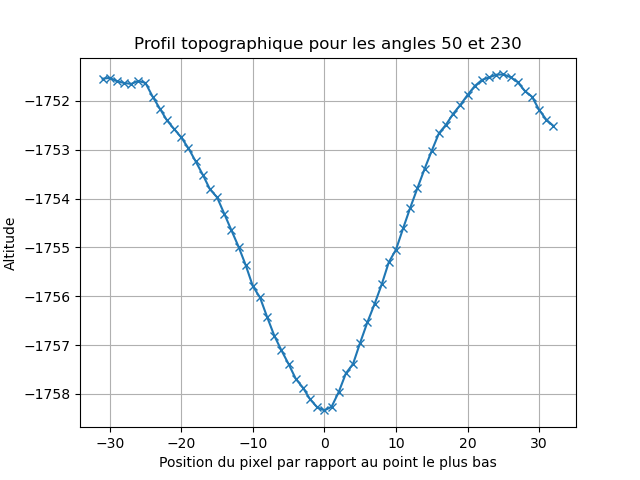 Profil topographique pour les angles 50 et 230
Altitude
−1752
−1753
−1754
−1755
−1756
−1757
−1758
−30 −20 −10 0 10 20 30
Position du pixel par rapport au point le plus bas